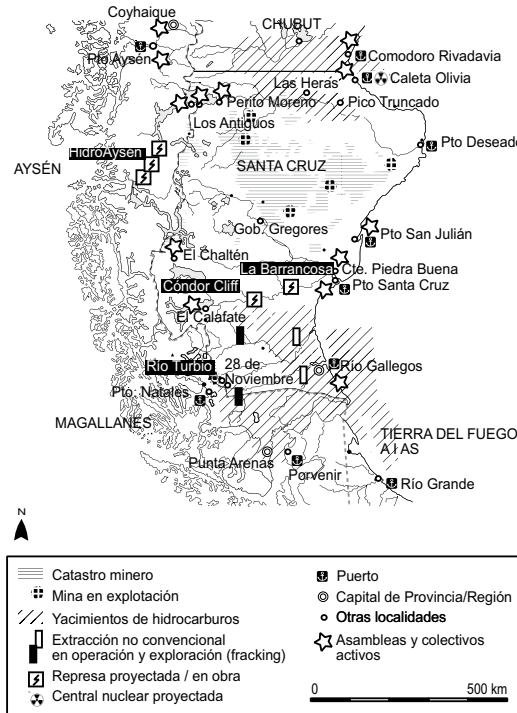 Coyhaique
CHUBUT
Pto Aysén
Comodoro Rivadavia
Caleta Olivia
Las Heras
Perito Moreno
Pico Truncado
Los Antiguos
HidroAysén
Pto Deseado
AYSÉN
SANTA CRUZ
Gob. Gregores
Pto San Julián
El Chaltén
La Barrancosa
Cte. Piedra Buena
Cóndor Cliff
Pto Santa Cruz
El Calafate
Río Turbio
28 de
Noviembre
Río Gallegos
Pto. Natales
MAGALLANES
TIERRA DEL FUEGO
A I AS
Punta Arenas
Porvenir
Río Grande
N
Catastro minero
Mina en explotación
Yacimientos de hidrocarburos
Extracción no convencional
en operación y exploración (fracking)
Represa proyectada / en obra
Central nuclear proyectada
Puerto
Capital de Provincia/Región
Otras localidades
Asambleas y colectivos
activos
0 500 km